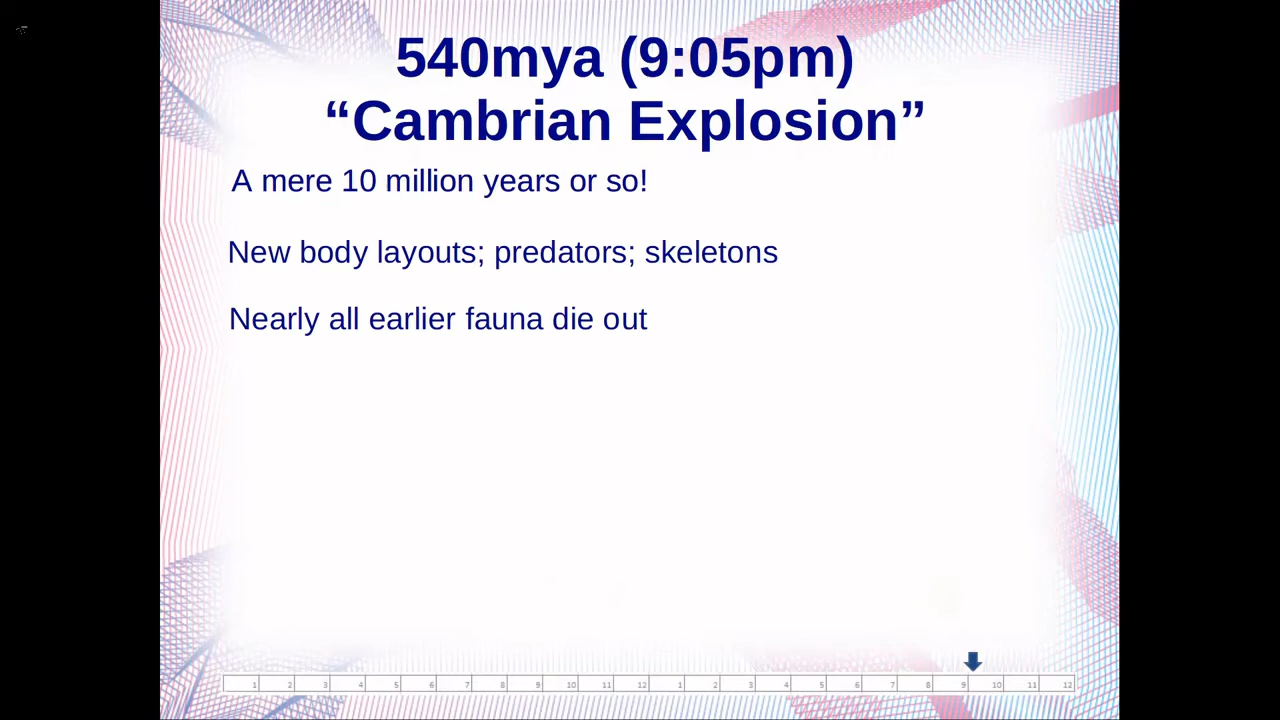 540mya (9:05pm)
“Cambrian Explosion”
A mere 10 million years or so!
New body layouts; predators; skeletons
Nearly all earlier fauna die out
1 2 3 4 5 6 7 8 9 10 11 12 1 2 3 4 5 6 7 8 9 10 11 12